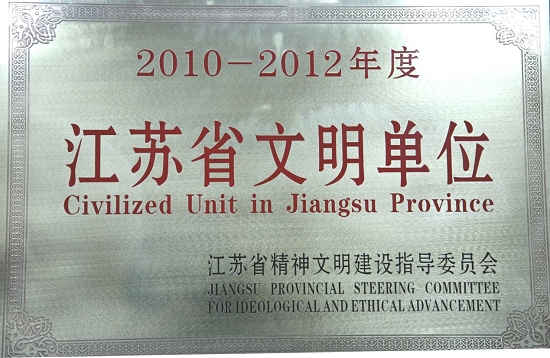 2010－2012年度
江苏省文明单位
Civilized Unit in Jiangsu Province
江苏省精神文明建设指导委员会
JIANGSU PROVINCIAL STEERING COMMITTEE
FOR IDEOLOGICAL AND ETHICAL ADVANCEMENT